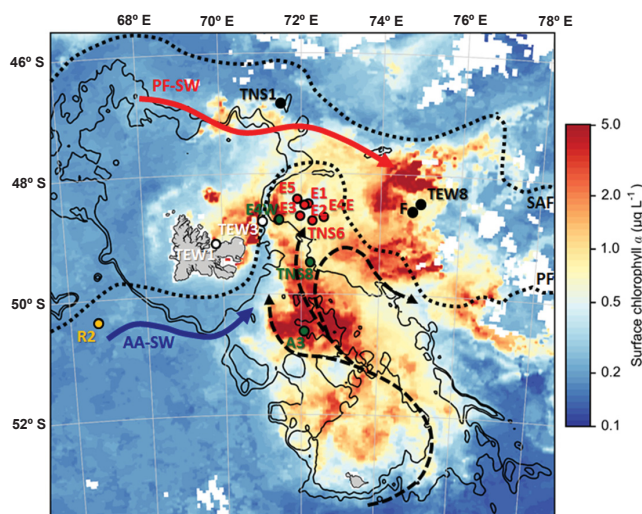 68° E 70° E 72° E 74° E 76° E 78° E
46° S
PF-SW
TNS1
5.0
48° S
E5
E1
TEW8
2.0
E3
E4E
F
SAF
TEW3
E2
TNS6
1.0
TEW1
TNS8
PF
0.5
50° S
R2
AA-SW
A3
0.2
52° S
0.1
Surface chlorophyll a (µg L⁻¹)